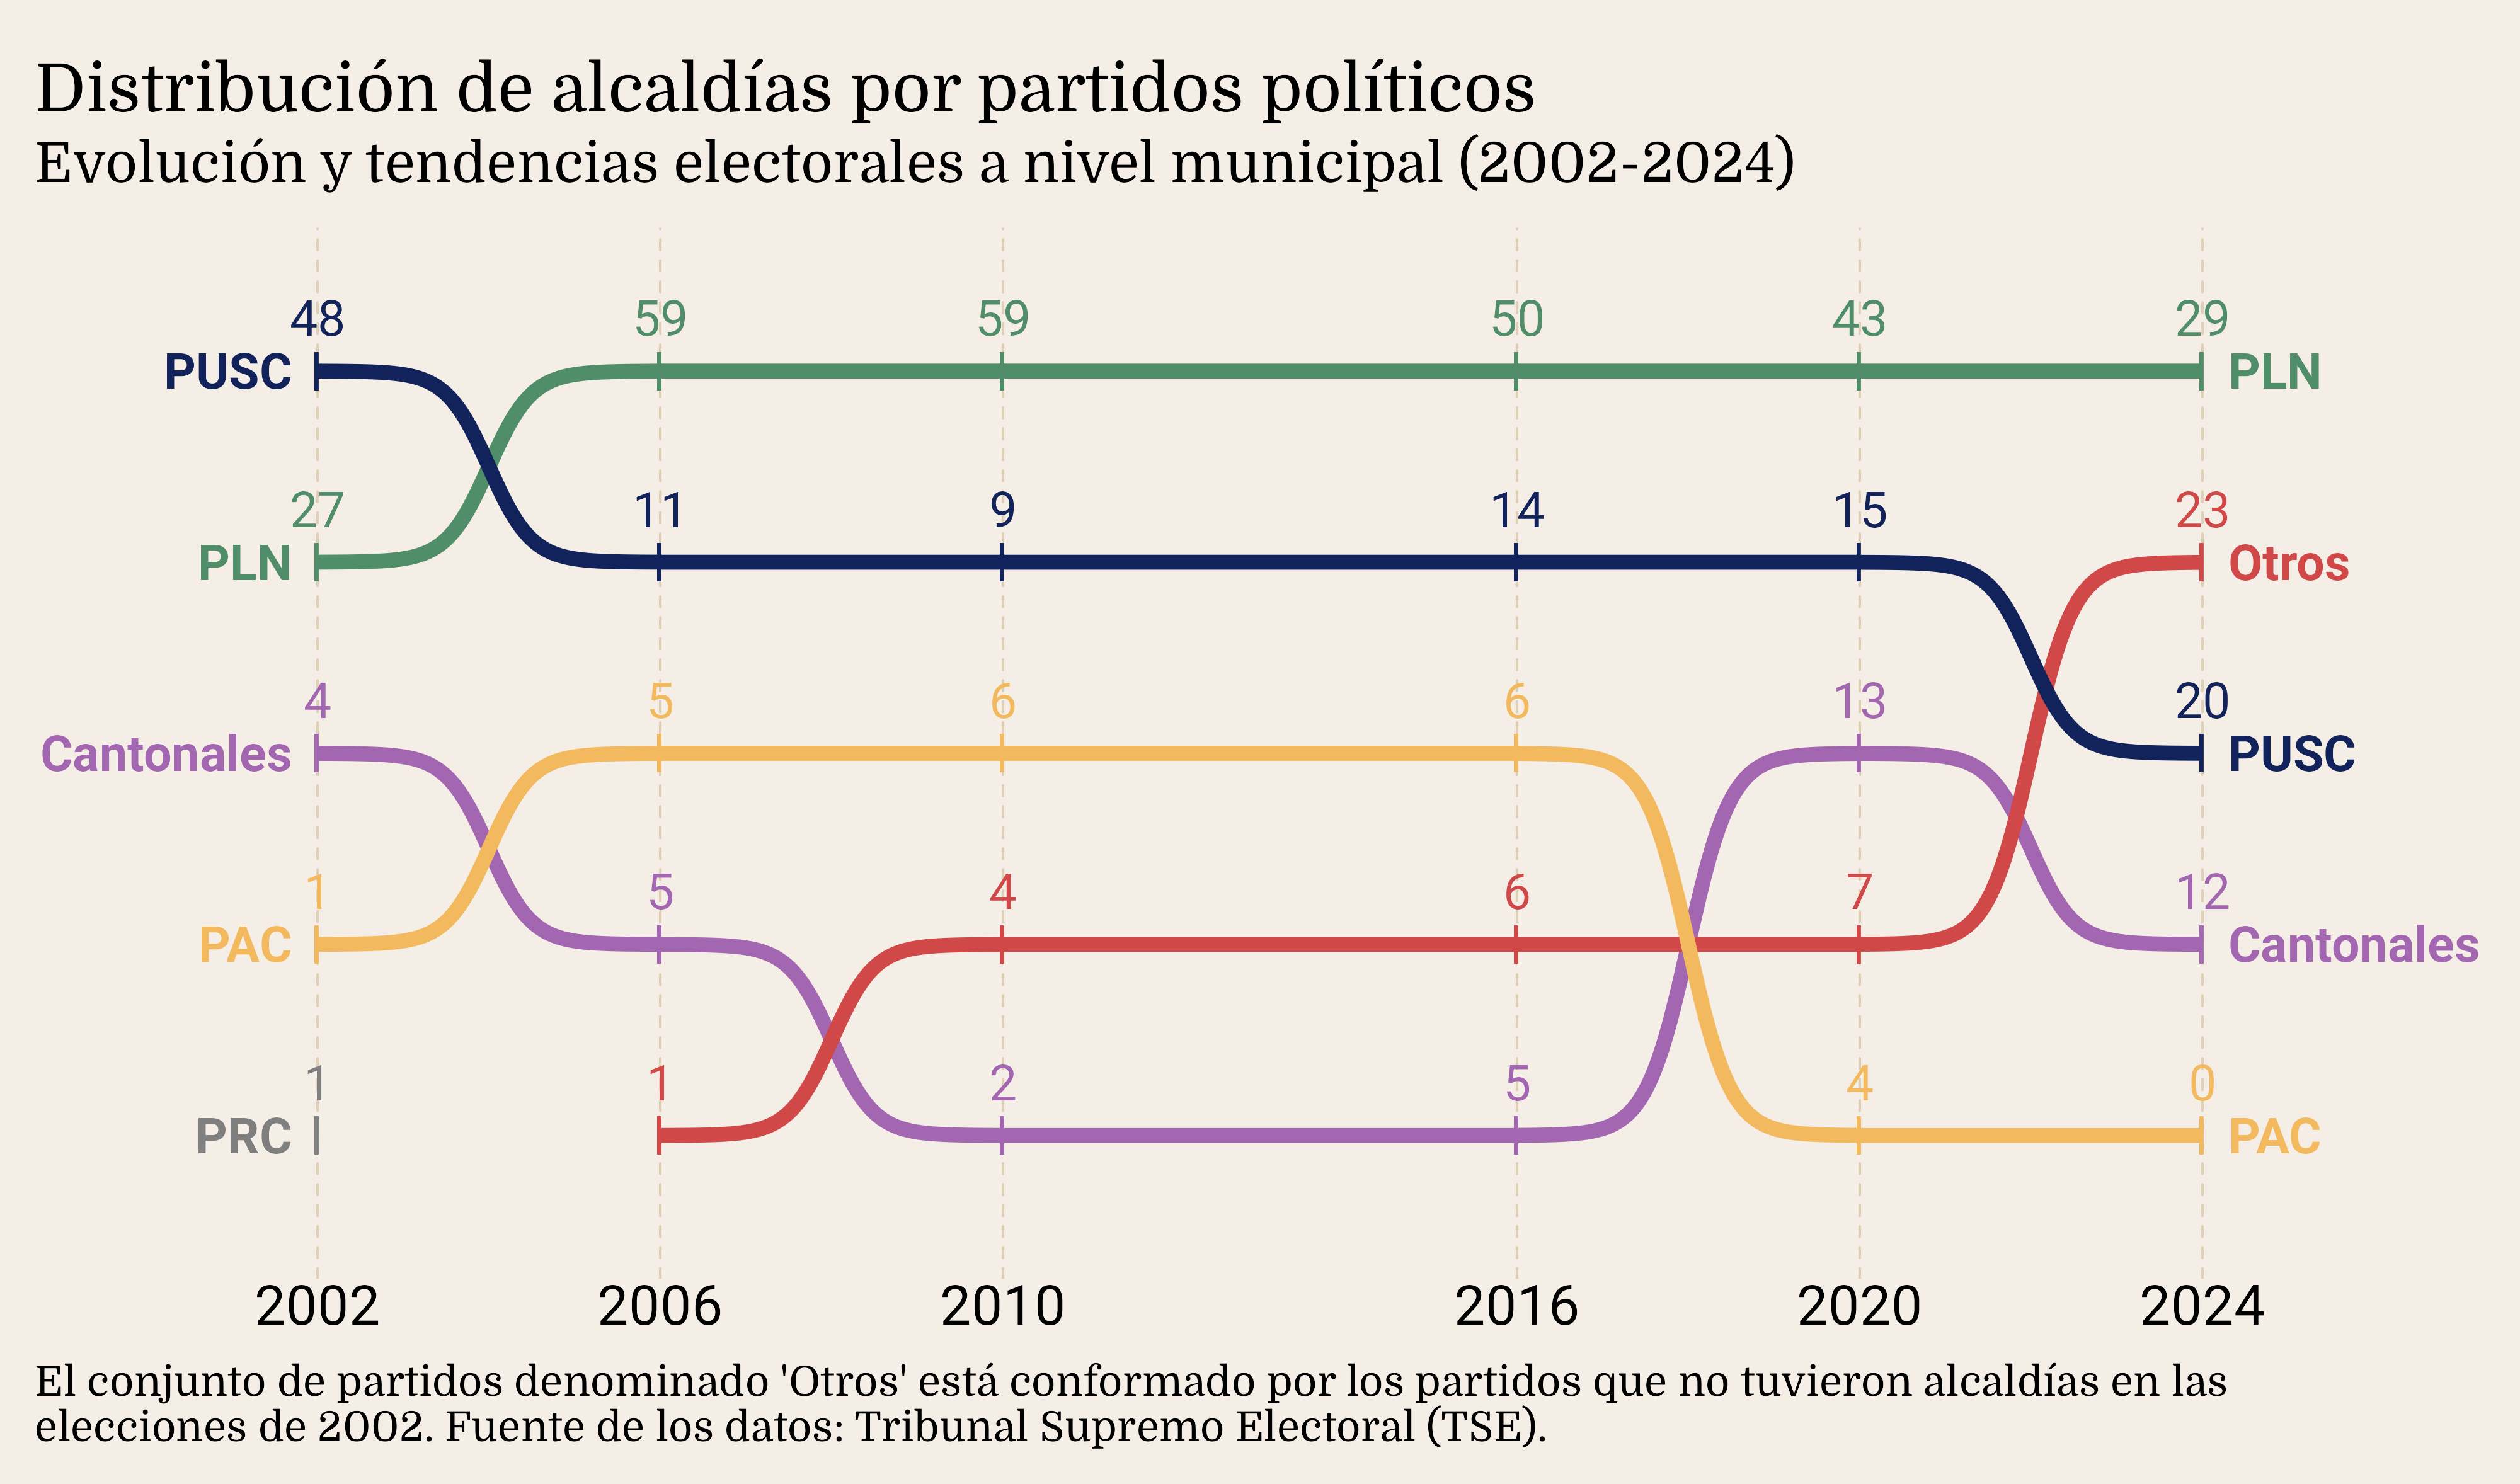 Distribución de alcaldías por partidos políticos
Evolución y tendencias electorales a nivel municipal (2002-2024)
48 59 59 50 43 29
PUSC PLN
27 11 9 14 15 23
PLN Otros
4 5 6 6 13 20
Cantonales PUSC
1 5 4 6 7 12
PAC Cantonales
1 1 2 5 4 0
PRC PAC
2002 2006 2010 2016 2020 2024
El conjunto de partidos denominado 'Otros' está conformado por los partidos que no tuvieron alcaldías en las
elecciones de 2002. Fuente de los datos: Tribunal Supremo Electoral (TSE).